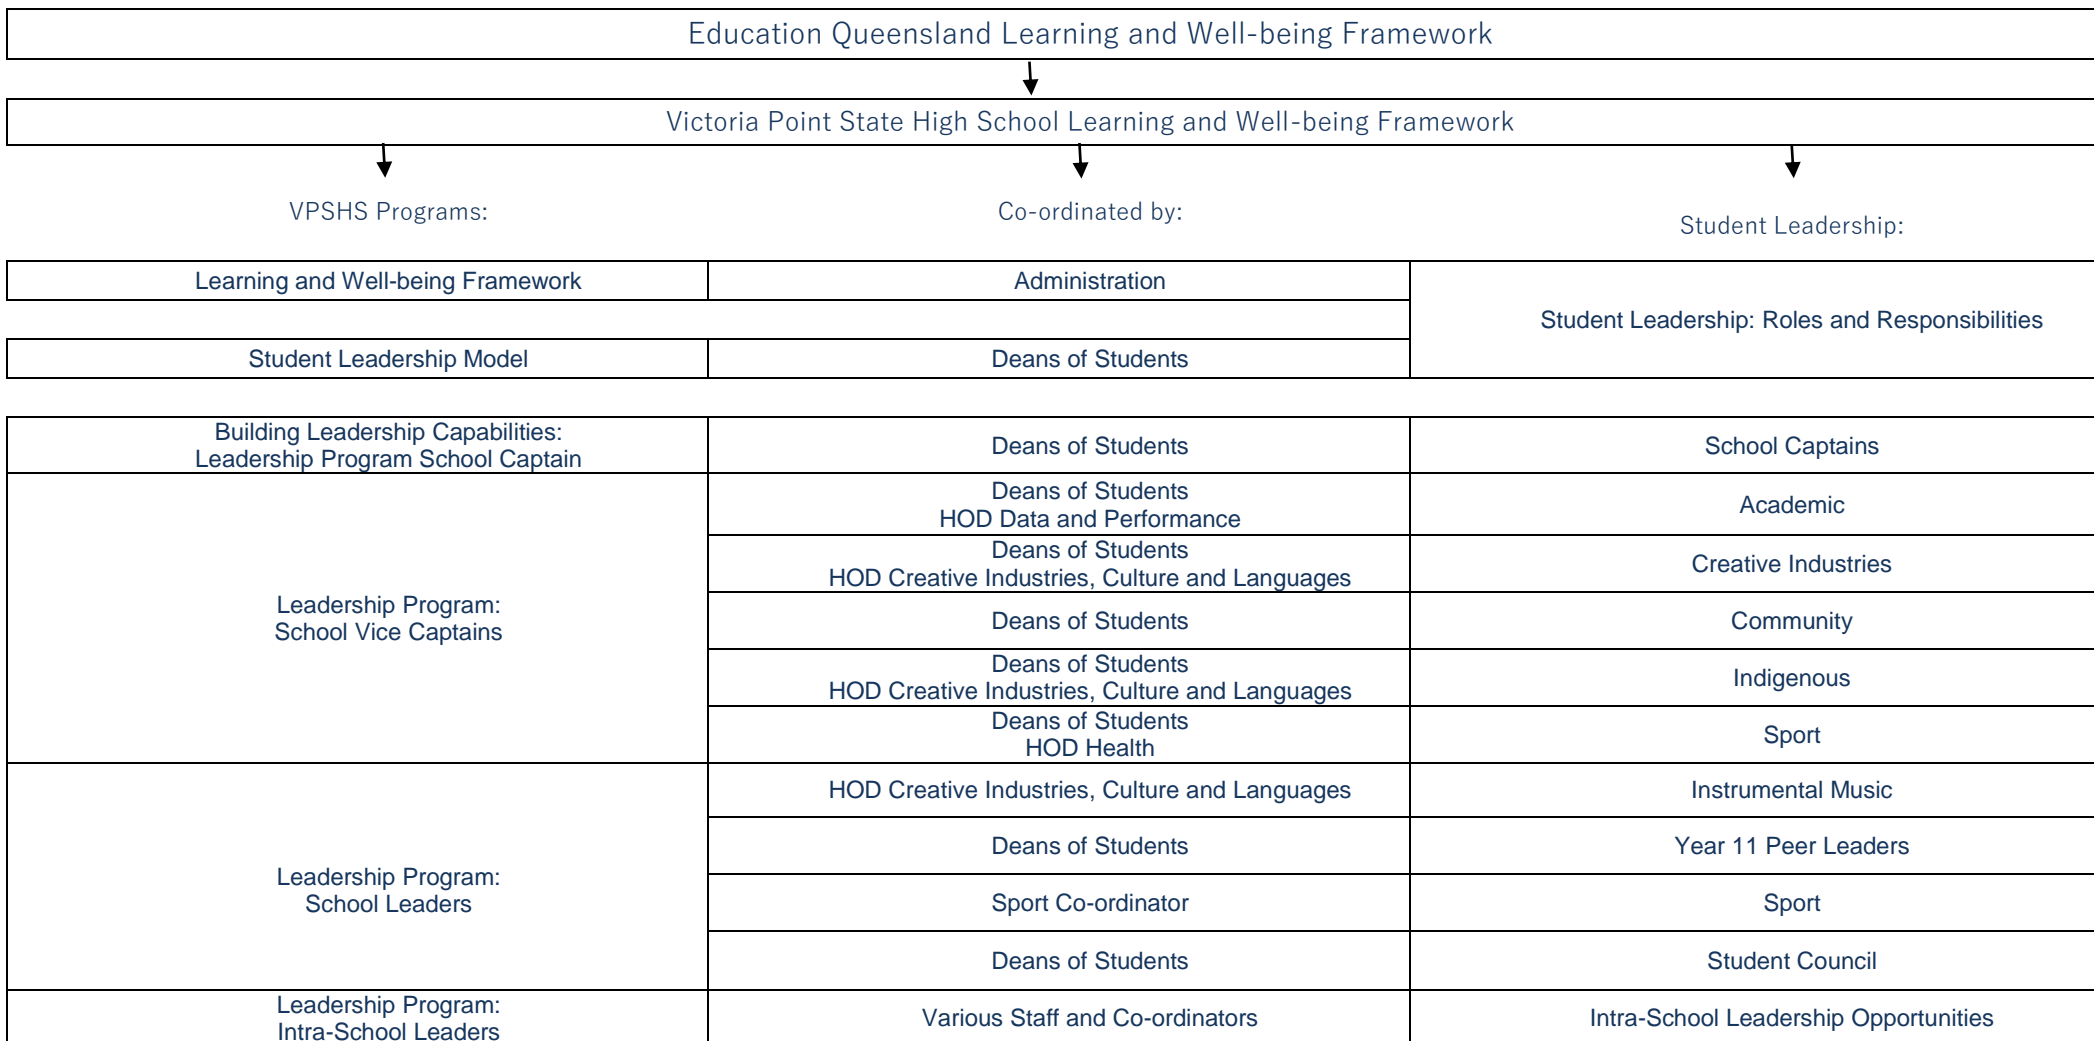 Education Queensland Learning and Well-being Framework
Victoria Point State High School Learning and Well-being Framework
VPSHS Programs:
Co-ordinated by:
Student Leadership:
Learning and Well-being Framework
Administration
Student Leadership: Roles and Responsibilities
Student Leadership Model
Deans of Students
Building Leadership Capabilities:
Leadership Program School Captain
Deans of Students
School Captains
Leadership Program:
School Vice Captains
Deans of Students
HOD Data and Performance
Academic
Deans of Students
HOD Creative Industries, Culture and Languages
Creative Industries
Deans of Students
Community
Deans of Students
HOD Creative Industries, Culture and Languages
Indigenous
Deans of Students
HOD Health
Sport
Leadership Program:
School Leaders
HOD Creative Industries, Culture and Languages
Instrumental Music
Deans of Students
Year 11 Peer Leaders
Sport Co-ordinator
Sport
Deans of Students
Student Council
Leadership Program:
Intra-School Leaders
Various Staff and Co-ordinators
Intra-School Leadership Opportunities